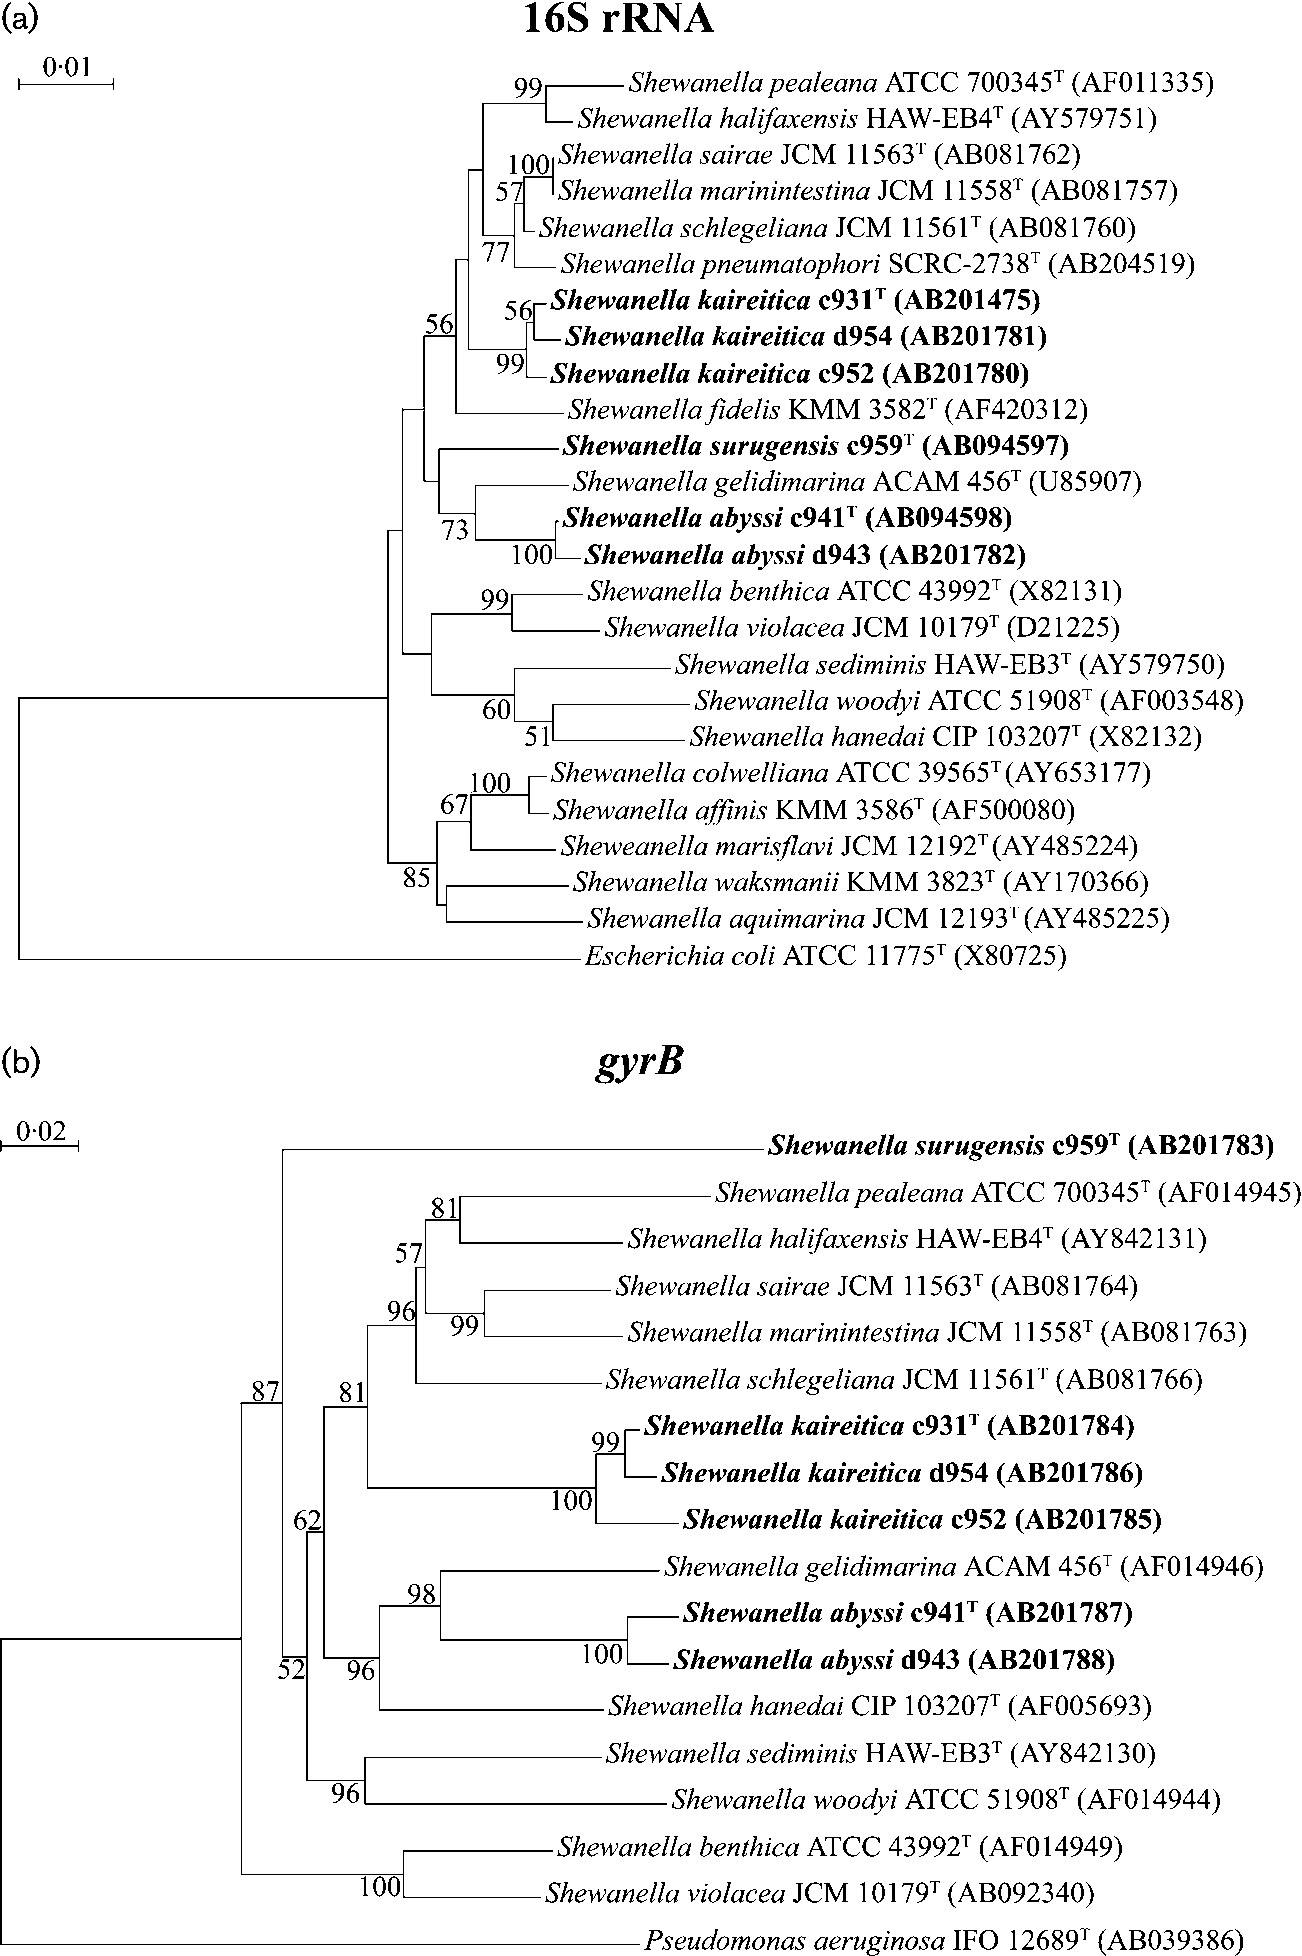 (a)
16S rRNA
0·01
99
Shewanella pealeana ATCC 700345ᵀ (AF011335)
Shewanella halifaxensis HAW-EB4ᵀ (AY579751)
100
Shewanella sairae JCM 11563ᵀ (AB081762)
57
Shewanella marinintestina JCM 11558ᵀ (AB081757)
Shewanella schlegeliana JCM 11561ᵀ (AB081760)
77
Shewanella pneumatophori SCRC-2738ᵀ (AB204519)
56
Shewanella kaireitica c931ᵀ (AB201475)
56
Shewanella kaireitica d954 (AB201781)
99
Shewanella kaireitica c952 (AB201780)
Shewanella fidelis KMM 3582ᵀ (AF420312)
Shewanella surugensis c959ᵀ (AB094597)
Shewanella gelidimarina ACAM 456ᵀ (U85907)
73
Shewanella abyssi c941ᵀ (AB094598)
100
Shewanella abyssi d943 (AB201782)
99
Shewanella benthica ATCC 43992ᵀ (X82131)
Shewanella violacea JCM 10179ᵀ (D21225)
Shewanella sediminis HAW-EB3ᵀ (AY579750)
60
Shewanella woodyi ATCC 51908ᵀ (AF003548)
51
Shewanella hanedai CIP 103207ᵀ (X82132)
100
Shewanella colwelliana ATCC 39565ᵀ (AY653177)
67
Shewanella affinis KMM 3586ᵀ (AF500080)
Sheweanella marisflavi JCM 12192ᵀ (AY485224)
85
Shewanella waksmanii KMM 3823ᵀ (AY170366)
Shewanella aquimarina JCM 12193ᵀ (AY485225)
Escherichia coli ATCC 11775ᵀ (X80725)
(b)
gyrB
0·02
Shewanella surugensis c959ᵀ (AB201783)
81
Shewanella pealeana ATCC 700345ᵀ (AF014945)
57
Shewanella halifaxensis HAW-EB4ᵀ (AY842131)
Shewanella sairae JCM 11563ᵀ (AB081764)
96
99
Shewanella marinintestina JCM 11558ᵀ (AB081763)
Shewanella schlegeliana JCM 11561ᵀ (AB081766)
87
81
Shewanella kaireitica c931ᵀ (AB201784)
99
Shewanella kaireitica d954 (AB201786)
100
Shewanella kaireitica c952 (AB201785)
62
Shewanella gelidimarina ACAM 456ᵀ (AF014946)
98
Shewanella abyssi c941ᵀ (AB201787)
100
Shewanella abyssi d943 (AB201788)
52
96
Shewanella hanedai CIP 103207ᵀ (AF005693)
Shewanella sediminis HAW-EB3ᵀ (AY842130)
96
Shewanella woodyi ATCC 51908ᵀ (AF014944)
Shewanella benthica ATCC 43992ᵀ (AF014949)
100
Shewanella violacea JCM 10179ᵀ (AB092340)
Pseudomonas aeruginosa IFO 12689ᵀ (AB039386)